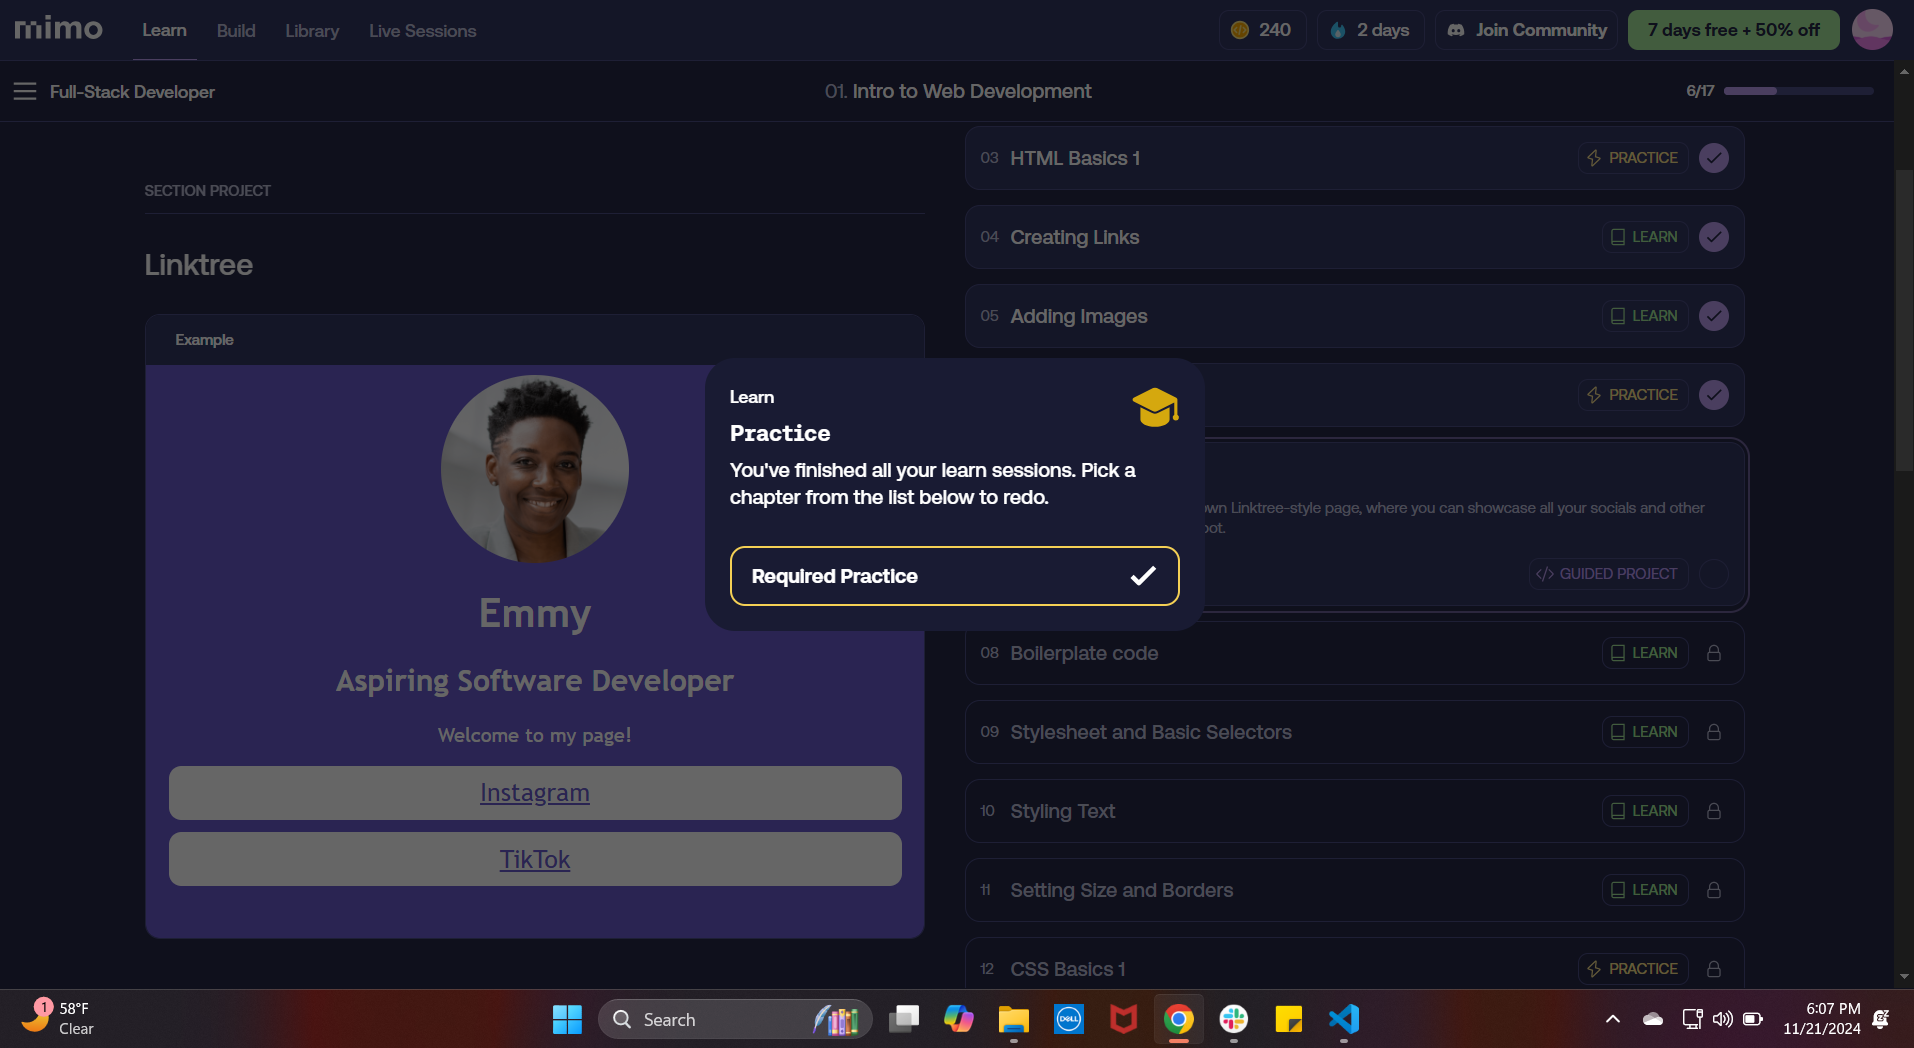 mimo
Learn
Build
Library
Live Sessions
240
2 days
Join Community
7 days free + 50% off
Full-Stack Developer
01. Intro to Web Development
6/17
SECTION PROJECT
Linktree
Example
Emmy
Aspiring Software Developer
Welcome to my page!
Instagram
TikTok
03 HTML Basics 1 PRACTICE
04 Creating Links LEARN
05 Adding Images LEARN
PRACTICE
Learn
Practice
You've finished all your learn sessions. Pick a
chapter from the list below to redo.
Required Practice
own Linktree-style page, where you can showcase all your socials and other
</> GUIDED PROJECT
08 Boilerplate code LEARN
09 Stylesheet and Basic Selectors LEARN
10 Styling Text LEARN
11 Setting Size and Borders LEARN
12 CSS Basics 1 PRACTICE
1
58°F
Clear
Search
DELL
6:07 PM
11/21/2024